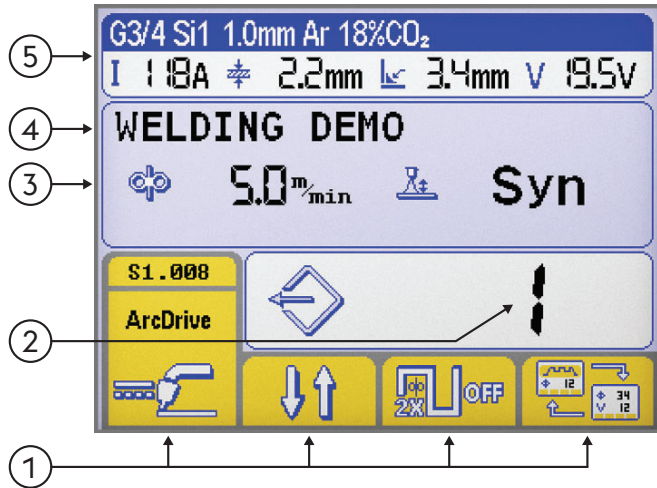 G3/4 Si1 1.0mm Ar 18%CO₂
5
I 118A 2.2mm 3.4mm V 19.5V
4
WELDING DEMO
3
5.0 m/min Syn
S1.008
ArcDrive
1
2
2X OFF
12
34
V 12
1